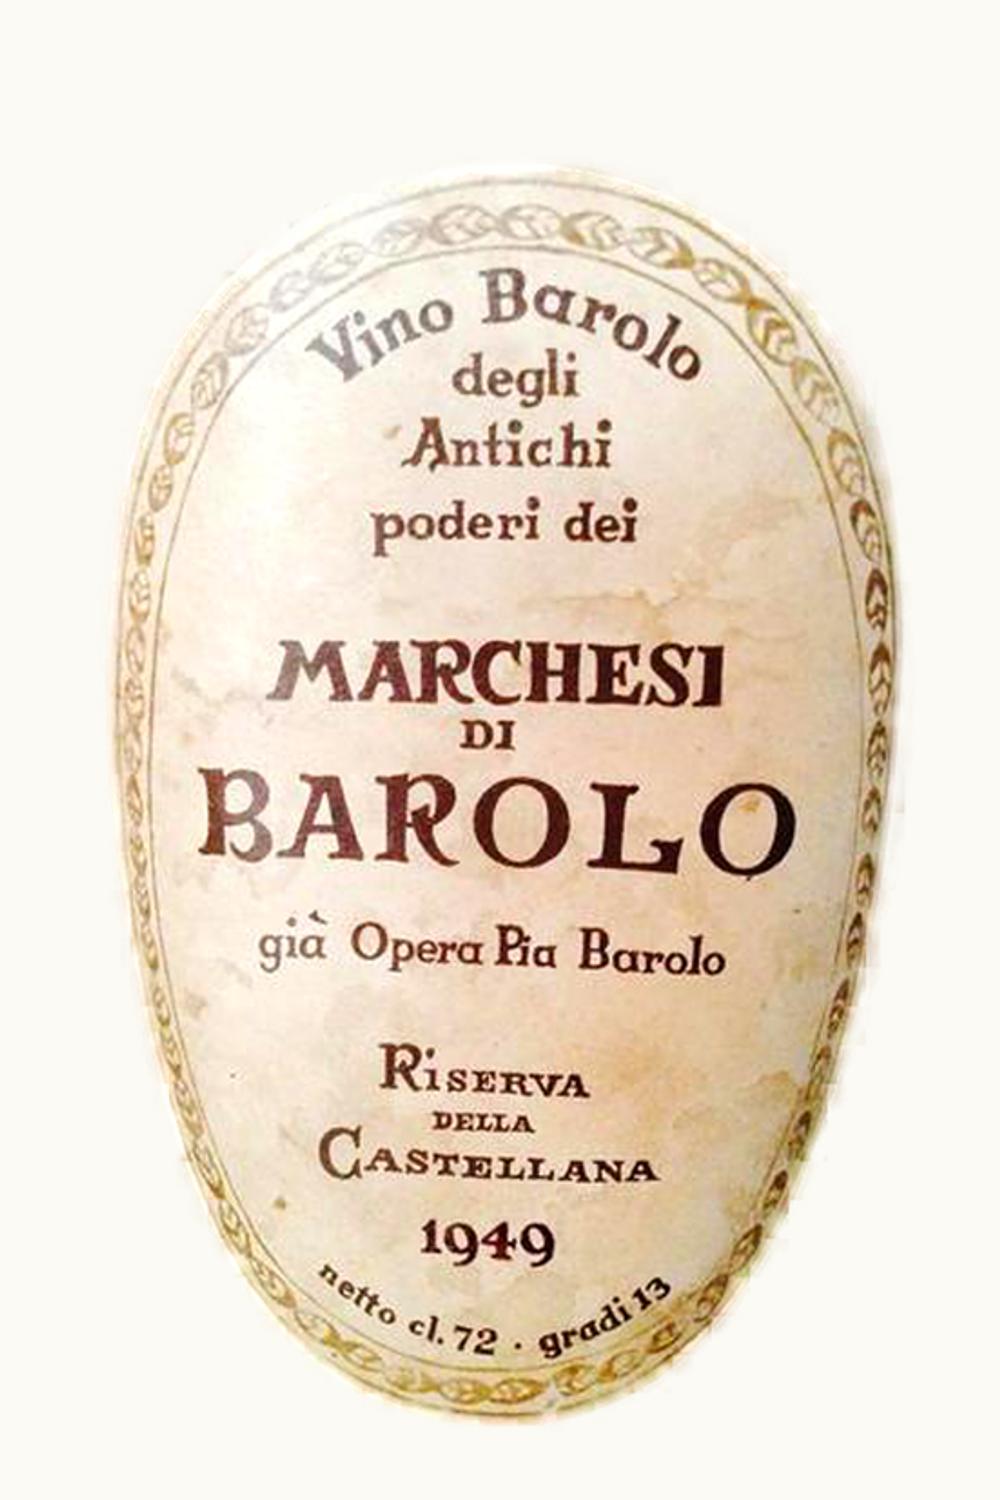 Vino Barolo
degli
Antichi
poderi dei
MARCHESI
DI
BAROLO
già Opera Pia Barolo
RISERVA
DELLA
CASTELLANA
1949
netto cl. 72 · gradi 13